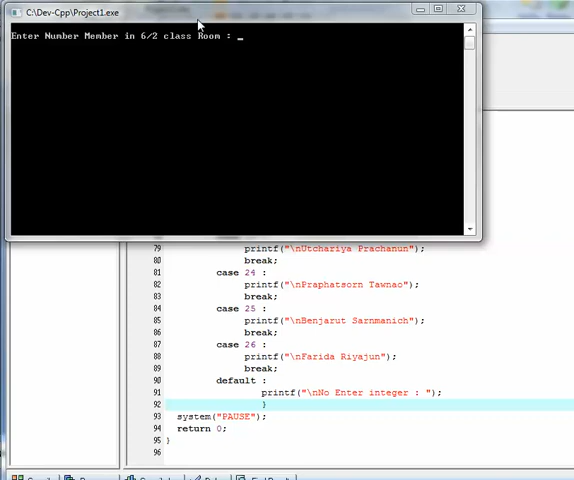 C:\Dev-Cpp\Project1.exe
Enter Number Member in 6/2 class Room : _
79 printf("\nUtchariya Prachanun");
80 break;
81 case 24 :
82 printf("\nPraphatsorn Tawnao");
83 break;
84 case 25 :
85 printf("\nBenjarut Sarnmanich");
86 break;
87 case 26 :
88 printf("\nFarida Riyajun");
89 break;
90 default :
91 printf("\nNo Enter integer : ");
92 }
93 system("PAUSE");
94 return 0;
95 }
96